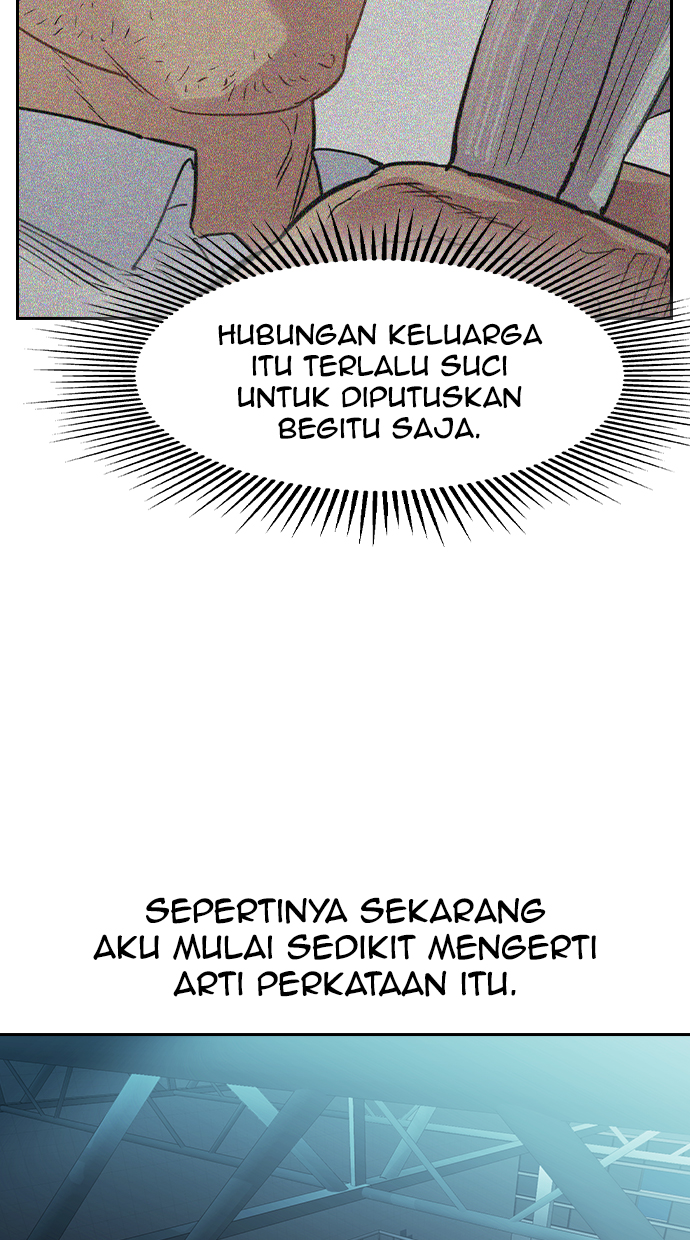 HUBUNGAN KELUARGA
ITU TERLALU SUCI
UNTUK DIPUTUSKAN
BEGITU SAJA.
SEPERTINYA SEKARANG
AKU MULAI SEDIKIT MENGERTI
ARTI PERKATAAN ITU.